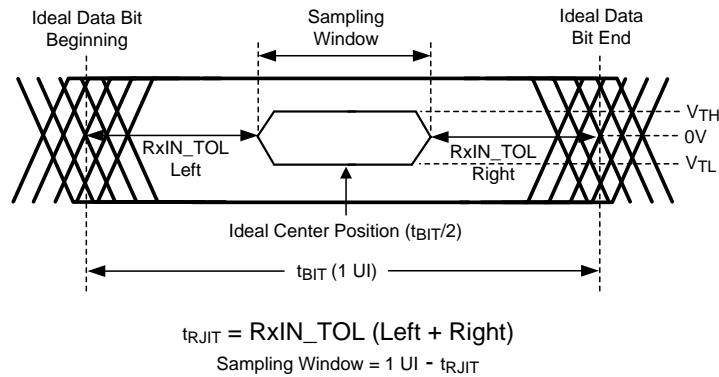 Ideal Data Bit
Beginning
Sampling
Window
Ideal Data
Bit End
VTH
0V
VTL
RxIN_TOL
Left
RxIN_TOL
Right
Ideal Center Position (tBIT/2)
tBIT (1 UI)
tRJIT = RxIN_TOL (Left + Right)
Sampling Window = 1 UI - tRJIT